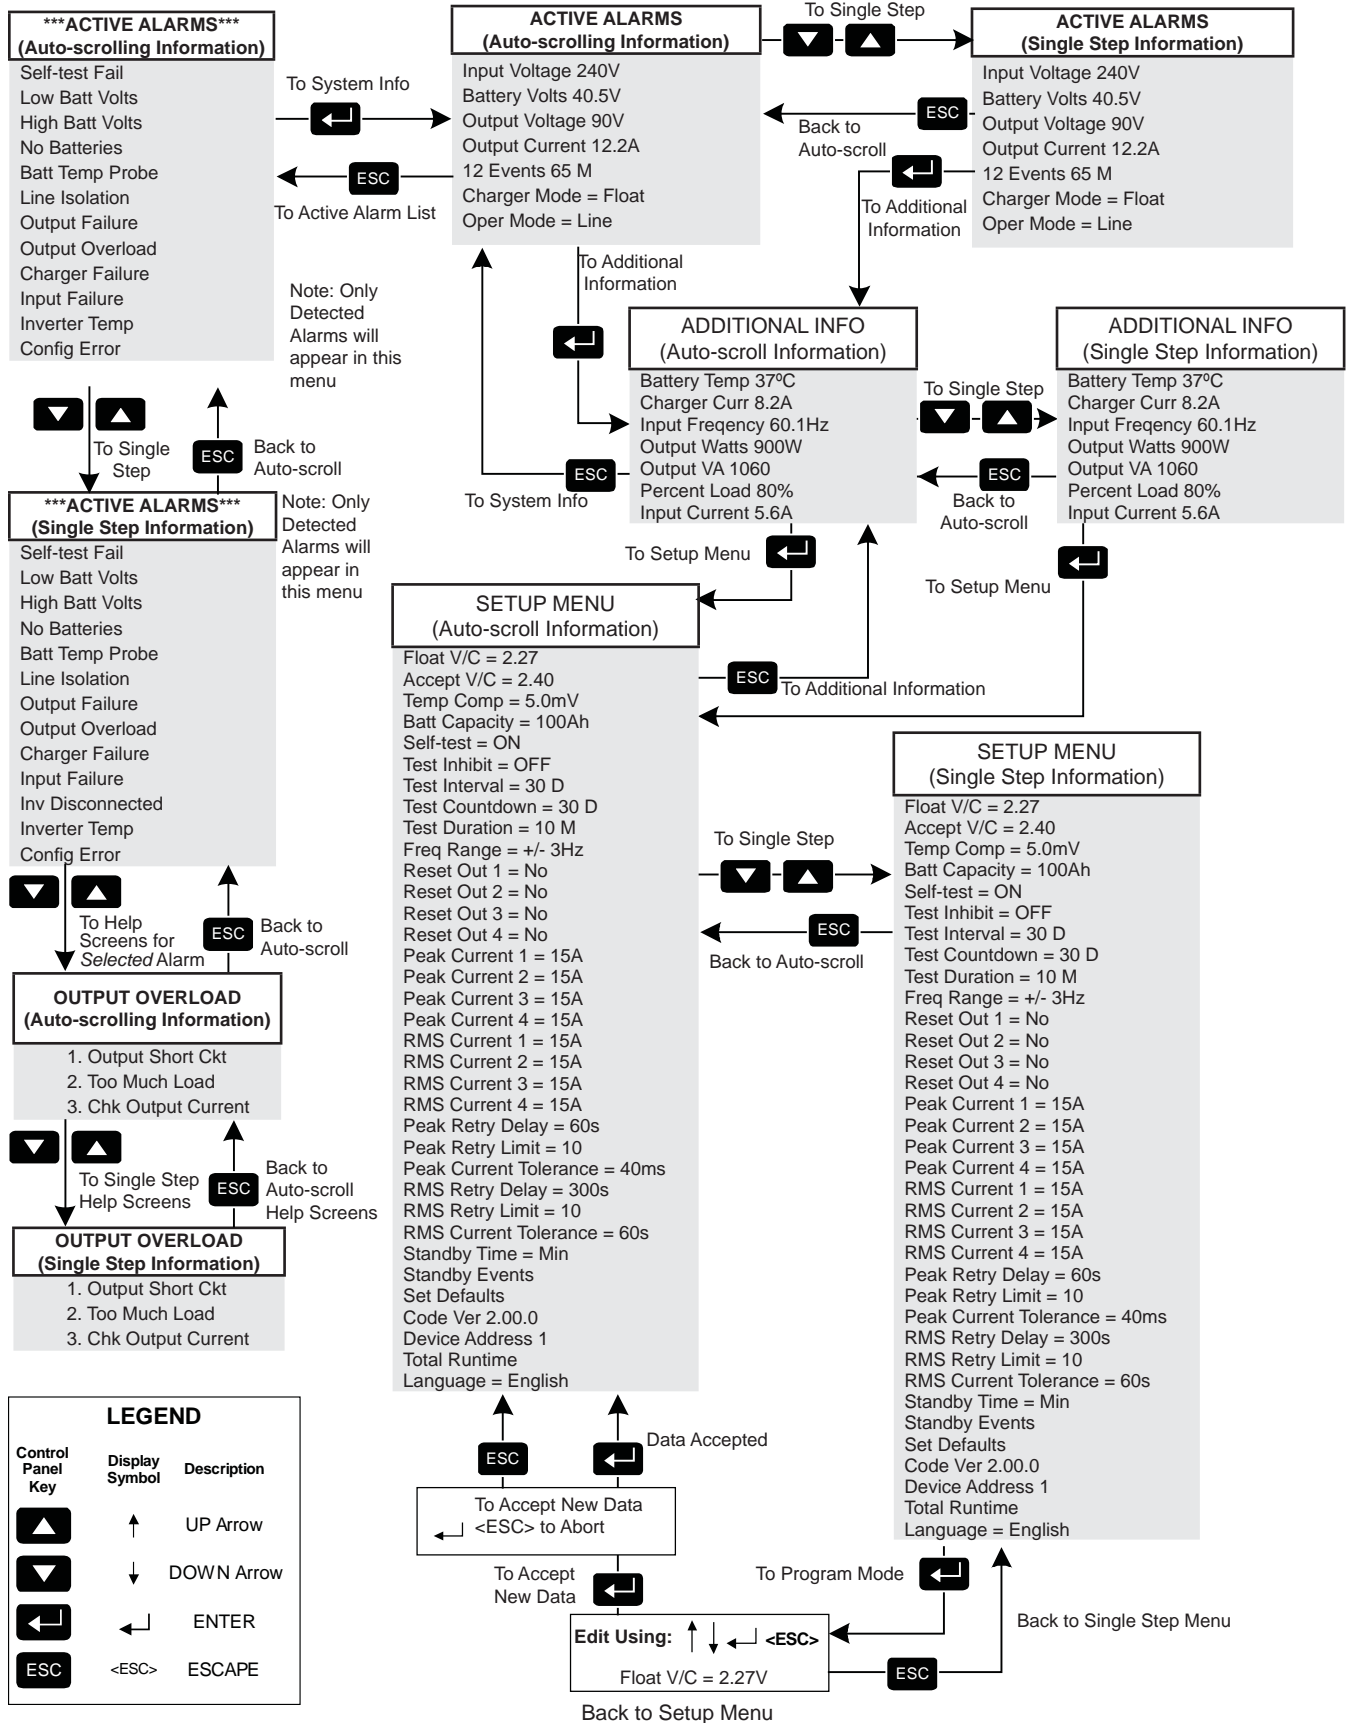 ***ACTIVE ALARMS***
(Auto-scrolling Information)
Self-test Fail
Low Batt Volts
High Batt Volts
No Batteries
Batt Temp Probe
Line Isolation
Output Failure
Output Overload
Charger Failure
Input Failure
Inverter Temp
Config Error
To System Info
ESC
To Active Alarm List
Note: Only
Detected
Alarms will
appear in this
menu
ACTIVE ALARMS
(Auto-scrolling Information)
Input Voltage 240V
Battery Volts 40.5V
Output Voltage 90V
Output Current 12.2A
12 Events 65 M
Charger Mode = Float
Oper Mode = Line
To Single Step
ESC
Back to
Auto-scroll
To Additional
Information
ACTIVE ALARMS
(Single Step Information)
Input Voltage 240V
Battery Volts 40.5V
Output Voltage 90V
Output Current 12.2A
12 Events 65 M
Charger Mode = Float
Oper Mode = Line
To Additional
Information
ESC
To System Info
ADDITIONAL INFO
(Auto-scroll Information)
Battery Temp 37ºC
Charger Curr 8.2A
Input Freqency 60.1Hz
Output Watts 900W
Output VA 1060
Percent Load 80%
Input Current 5.6A
To Single Step
ESC
Back to
Auto-scroll
ADDITIONAL INFO
(Single Step Information)
Battery Temp 37ºC
Charger Curr 8.2A
Input Freqency 60.1Hz
Output Watts 900W
Output VA 1060
Percent Load 80%
Input Current 5.6A
To Setup Menu
To Setup Menu
To Single
Step
ESC
Back to
Auto-scroll
***ACTIVE ALARMS***
(Single Step Information)
Self-test Fail
Low Batt Volts
High Batt Volts
No Batteries
Batt Temp Probe
Line Isolation
Output Failure
Output Overload
Charger Failure
Input Failure
Inv Disconnected
Inverter Temp
Config Error
Note: Only
Detected
Alarms will
appear in
this menu
To Help
Screens for
Selected Alarm
ESC
Back to
Auto-scroll
OUTPUT OVERLOAD
(Auto-scrolling Information)
1. Output Short Ckt
2. Too Much Load
3. Chk Output Current
To Single Step
Help Screens
ESC
Back to
Auto-scroll
Help Screens
OUTPUT OVERLOAD
(Single Step Information)
1. Output Short Ckt
2. Too Much Load
3. Chk Output Current
SETUP MENU
(Auto-scroll Information)
Float V/C = 2.27
Accept V/C = 2.40
Temp Comp = 5.0mV
Batt Capacity = 100Ah
Self-test = ON
Test Inhibit = OFF
Test Interval = 30 D
Test Countdown = 30 D
Test Duration = 10 M
Freq Range = +/- 3Hz
Reset Out 1 = No
Reset Out 2 = No
Reset Out 3 = No
Reset Out 4 = No
Peak Current 1 = 15A
Peak Current 2 = 15A
Peak Current 3 = 15A
Peak Current 4 = 15A
RMS Current 1 = 15A
RMS Current 2 = 15A
RMS Current 3 = 15A
RMS Current 4 = 15A
Peak Retry Delay = 60s
Peak Retry Limit = 10
Peak Current Tolerance = 40ms
RMS Retry Delay = 300s
RMS Retry Limit = 10
RMS Current Tolerance = 60s
Standby Time = Min
Standby Events
Set Defaults
Code Ver 2.00.0
Device Address 1
Total Runtime
Language = English
ESC
To Additional Information
To Single Step
ESC
Back to Auto-scroll
SETUP MENU
(Single Step Information)
Float V/C = 2.27
Accept V/C = 2.40
Temp Comp = 5.0mV
Batt Capacity = 100Ah
Self-test = ON
Test Inhibit = OFF
Test Interval = 30 D
Test Countdown = 30 D
Test Duration = 10 M
Freq Range = +/- 3Hz
Reset Out 1 = No
Reset Out 2 = No
Reset Out 3 = No
Reset Out 4 = No
Peak Current 1 = 15A
Peak Current 2 = 15A
Peak Current 3 = 15A
Peak Current 4 = 15A
RMS Current 1 = 15A
RMS Current 2 = 15A
RMS Current 3 = 15A
RMS Current 4 = 15A
Peak Retry Delay = 60s
Peak Retry Limit = 10
Peak Current Tolerance = 40ms
RMS Retry Delay = 300s
RMS Retry Limit = 10
RMS Current Tolerance = 60s
Standby Time = Min
Standby Events
Set Defaults
Code Ver 2.00.0
Device Address 1
Total Runtime
Language = English
ESC
Data Accepted
To Accept New Data
<ESC> to Abort
To Accept
New Data
To Program Mode
Edit Using: ↑ ↓ ↵ <ESC>
Float V/C = 2.27V
ESC
Back to Single Step Menu
Back to Setup Menu
LEGEND
Control
Panel
Key
Display
Symbol
Description
↑ UP Arrow
↓ DOWN Arrow
↵ ENTER
ESC <ESC> ESCAPE